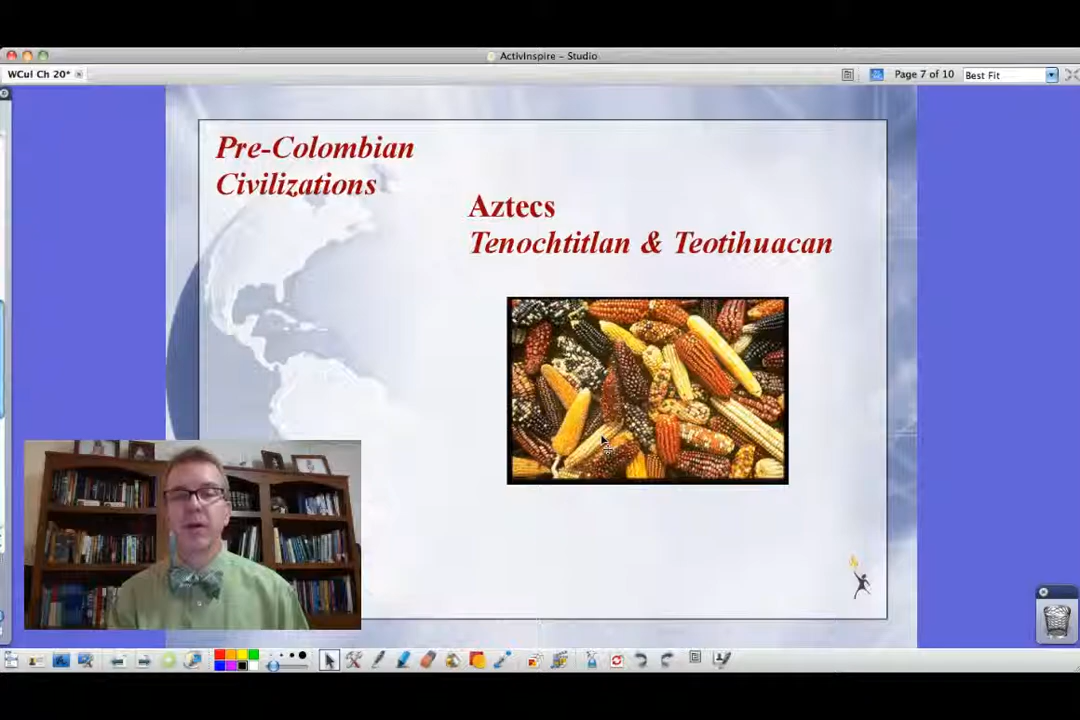 ActivInspire – Studio
WCul Ch 20*
Page 7 of 10
Best Fit
Pre-Colombian
Civilizations
Aztecs
Tenochtitlan & Teotihuacan